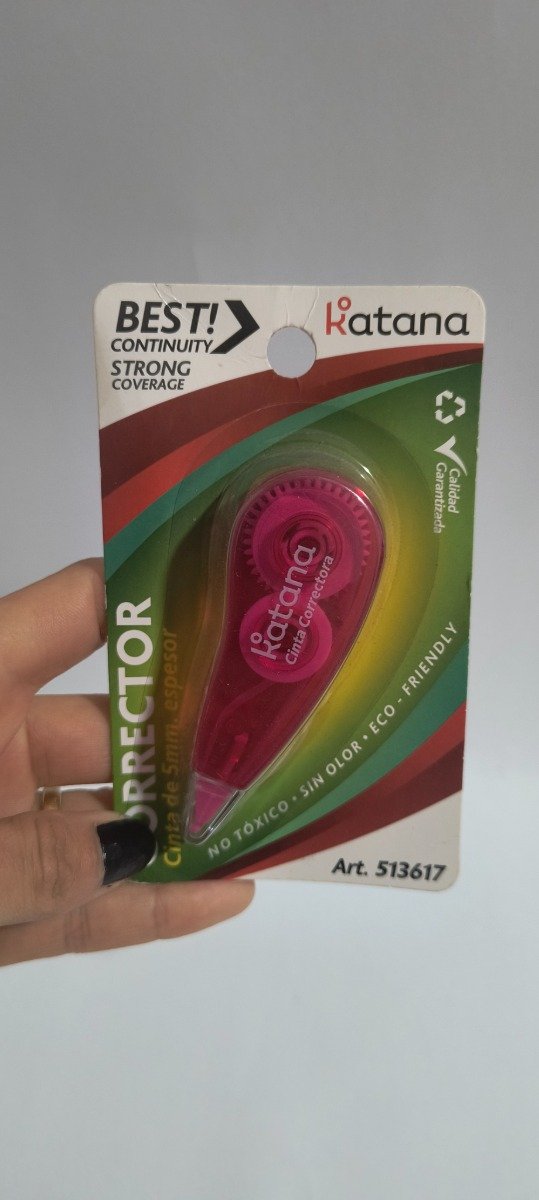 BEST!
CONTINUITY
STRONG
COVERAGE
katana
Calidad
Garantizada
katana
Cinta Correctora
ORRECTOR
Cinta de 5mm. espesor
NO TÓXICO • SIN OLOR • ECO - FRIENDLY
Art. 513617